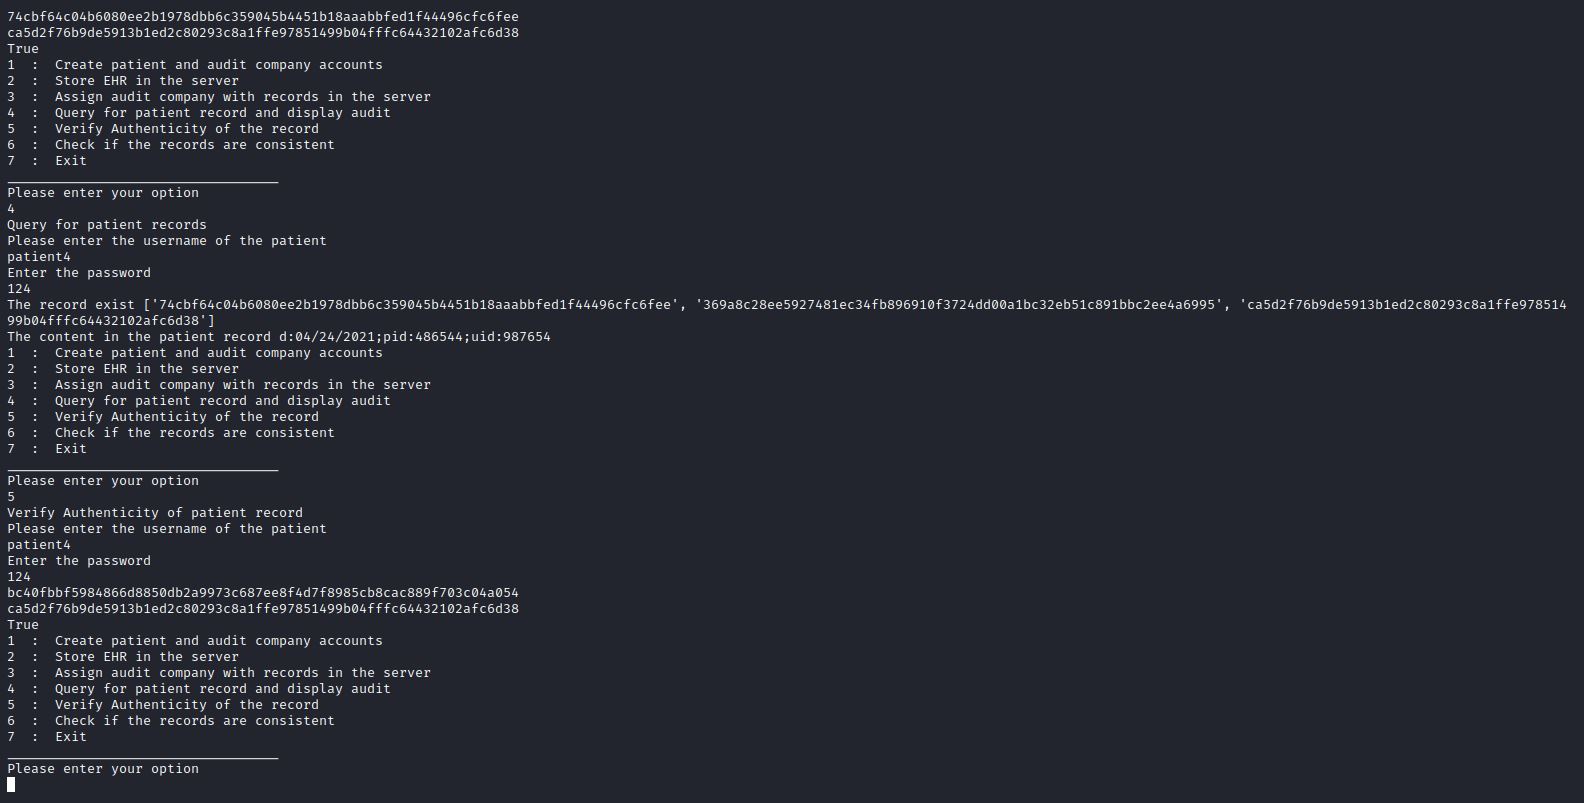 74cbf64c04b6080ee2b1978dbb6c359045b4451b18aaabbfed1f44496cfc6fee
ca5d2f76b9de5913b1ed2c80293c8a1ffe97851499b04fffc64432102afc6d38
True
1  :  Create patient and audit company accounts
2  :  Store EHR in the server
3  :  Assign audit company with records in the server
4  :  Query for patient record and display audit
5  :  Verify Authenticity of the record
6  :  Check if the records are consistent
7  :  Exit
__________________________________
Please enter your option
4
Query for patient records
Please enter the username of the patient
patient4
Enter the password
124
The record exist ['74cbf64c04b6080ee2b1978dbb6c359045b4451b18aaabbfed1f44496cfc6fee', '369a8c28ee5927481ec34fb896910f3724dd00a1bc32eb51c891bbc2ee4a6995', 'ca5d2f76b9de5913b1ed2c80293c8a1ffe978514
99b04fffc64432102afc6d38']
The content in the patient record d:04/24/2021;pid:486544;uid:987654
1  :  Create patient and audit company accounts
2  :  Store EHR in the server
3  :  Assign audit company with records in the server
4  :  Query for patient record and display audit
5  :  Verify Authenticity of the record
6  :  Check if the records are consistent
7  :  Exit
__________________________________
Please enter your option
5
Verify Authenticity of patient record
Please enter the username of the patient
patient4
Enter the password
124
bc40fbbf5984866d8850db2a9973c687ee8f4d7f8985cb8cac889f703c04a054
ca5d2f76b9de5913b1ed2c80293c8a1ffe97851499b04fffc64432102afc6d38
True
1  :  Create patient and audit company accounts
2  :  Store EHR in the server
3  :  Assign audit company with records in the server
4  :  Query for patient record and display audit
5  :  Verify Authenticity of the record
6  :  Check if the records are consistent
7  :  Exit
__________________________________
Please enter your option